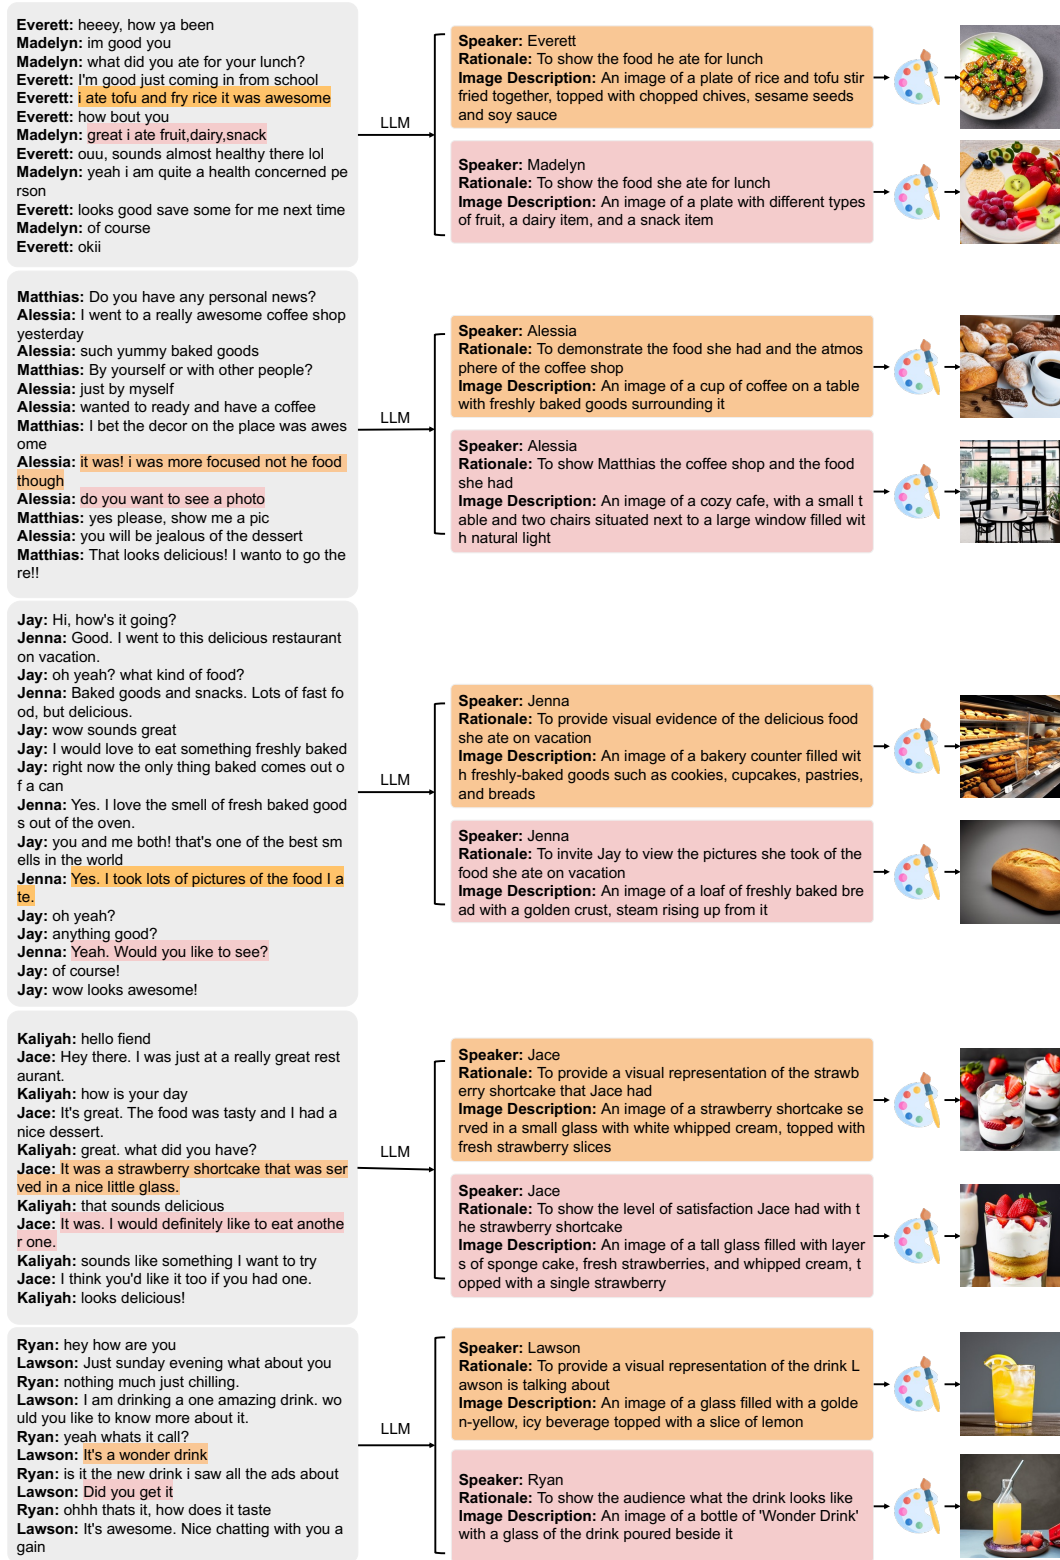 Everett: heeey, how ya been
Madelyn: im good you
Madelyn: what did you ate for your lunch?
Everett: I'm good just coming in from school
Everett: i ate tofu and fry rice it was awesome
Everett: how bout you
Madelyn: great i ate fruit,dairy,snack
Everett: ouu, sounds almost healthy there lol
Madelyn: yeah i am quite a health concerned pe
rson
Everett: looks good save some for me next time
Madelyn: of course
Everett: okii
LLM
Speaker: Everett
Rationale: To show the food he ate for lunch
Image Description: An image of a plate of rice and tofu stir
fried together, topped with chopped chives, sesame seeds
and soy sauce
Speaker: Madelyn
Rationale: To show the food she ate for lunch
Image Description: An image of a plate with different types
of fruit, a dairy item, and a snack item
Matthias: Do you have any personal news?
Alessia: I went to a really awesome coffee shop
yesterday
Alessia: such yummy baked goods
Matthias: By yourself or with other people?
Alessia: just by myself
Alessia: wanted to ready and have a coffee
Matthias: I bet the decor on the place was awes
ome
Alessia: it was! i was more focused not he food
though
Alessia: do you want to see a photo
Matthias: yes please, show me a pic
Alessia: you will be jealous of the dessert
Matthias: That looks delicious! I wanto to go the
re!!
LLM
Speaker: Alessia
Rationale: To demonstrate the food she had and the atmos
phere of the coffee shop
Image Description: An image of a cup of coffee on a table
with freshly baked goods surrounding it
Speaker: Alessia
Rationale: To show Matthias the coffee shop and the food
she had
Image Description: An image of a cozy cafe, with a small t
able and two chairs situated next to a large window filled wit
h natural light
Jay: Hi, how's it going?
Jenna: Good. I went to this delicious restaurant
on vacation.
Jay: oh yeah? what kind of food?
Jenna: Baked goods and snacks. Lots of fast fo
od, but delicious.
Jay: wow sounds great
Jay: I would love to eat something freshly baked
Jay: right now the only thing baked comes out o
f a can
Jenna: Yes. I love the smell of fresh baked good
s out of the oven.
Jay: you and me both! that's one of the best sm
ells in the world
Jenna: Yes. I took lots of pictures of the food I a
te.
Jay: oh yeah?
Jay: anything good?
Jenna: Yeah. Would you like to see?
Jay: of course!
Jay: wow looks awesome!
LLM
Speaker: Jenna
Rationale: To provide visual evidence of the delicious food
she ate on vacation
Image Description: An image of a bakery counter filled wit
h freshly-baked goods such as cookies, cupcakes, pastries,
and breads
Speaker: Jenna
Rationale: To invite Jay to view the pictures she took of the
food she ate on vacation
Image Description: An image of a loaf of freshly baked bre
ad with a golden crust, steam rising up from it
Kaliyah: hello fiend
Jace: Hey there. I was just at a really great rest
aurant.
Kaliyah: how is your day
Jace: It's great. The food was tasty and I had a
nice dessert.
Kaliyah: great. what did you have?
Jace: It was a strawberry shortcake that was ser
ved in a nice little glass.
Kaliyah: that sounds delicious
Jace: It was. I would definitely like to eat anothe
r one.
Kaliyah: sounds like something I want to try
Jace: I think you'd like it too if you had one.
Kaliyah: looks delicious!
LLM
Speaker: Jace
Rationale: To provide a visual representation of the strawb
erry shortcake that Jace had
Image Description: An image of a strawberry shortcake se
rved in a small glass with white whipped cream, topped with
fresh strawberry slices
Speaker: Jace
Rationale: To show the level of satisfaction Jace had with t
he strawberry shortcake
Image Description: An image of a tall glass filled with layer
s of sponge cake, fresh strawberries, and whipped cream, t
opped with a single strawberry
Ryan: hey how are you
Lawson: Just sunday evening what about you
Ryan: nothing much just chilling.
Lawson: I am drinking a one amazing drink. wo
uld you like to know more about it.
Ryan: yeah whats it call?
Lawson: It's a wonder drink
Ryan: is it the new drink i saw all the ads about
Lawson: Did you get it
Ryan: ohhh thats it, how does it taste
Lawson: It's awesome. Nice chatting with you a
gain
LLM
Speaker: Lawson
Rationale: To provide a visual representation of the drink L
awson is talking about
Image Description: An image of a glass filled with a golde
n-yellow, icy beverage topped with a slice of lemon
Speaker: Ryan
Rationale: To show the audience what the drink looks like
Image Description: An image of a bottle of 'Wonder Drink'
with a glass of the drink poured beside it